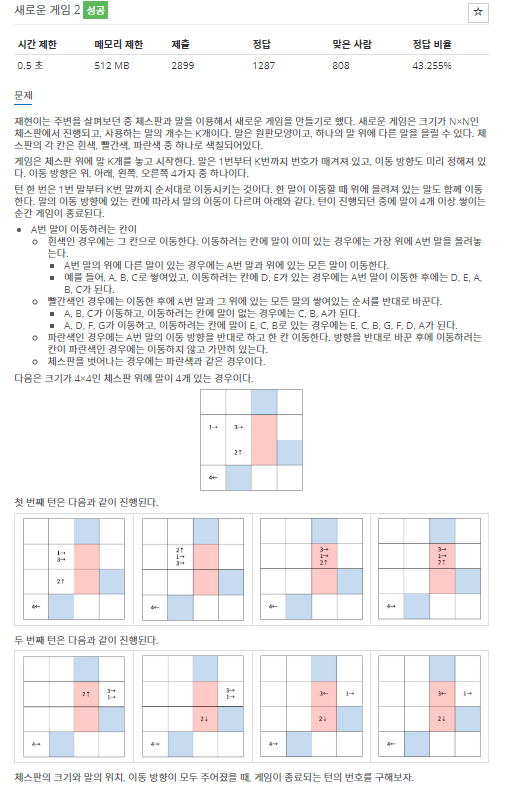 새로운 게임 2 성공
☆
시간 제한 메모리 제한 제출 정답 맞은 사람 정답 비율
0.5 초 512 MB 2899 1287 808 43.255%
문제
재현이는 주변을 살펴보던 중 체스판과 말을 이용해서 새로운 게임을 만들기로 했다. 새로운 게임은 크기가 N×N인
체스판에서 진행되고, 사용하는 말의 개수는 K개이다. 말은 원판모양이고, 하나의 말 위에 다른 말을 올릴 수 있다. 체
스판의 각 칸은 흰색, 빨간색, 파란색 중 하나로 색칠되어있다.
게임은 체스판 위에 말 K개를 놓고 시작한다. 말은 1번부터 K번까지 번호가 매겨져 있고, 이동 방향도 미리 정해져 있
다. 이동 방향은 위, 아래, 왼쪽, 오른쪽 4가지 중 하나이다.
턴 한 번은 1번 말부터 K번 말까지 순서대로 이동시키는 것이다. 한 말이 이동할 때 위에 올려져 있는 말도 함께 이동
한다. 말의 이동 방향에 있는 칸에 따라서 말의 이동이 다르며 아래와 같다. 턴이 진행되던 중에 말이 4개 이상 쌓이는
순간 게임이 종료된다.
• A번 말이 이동하려는 칸이
○ 흰색인 경우에는 그 칸으로 이동한다. 이동하려는 칸에 말이 이미 있는 경우에는 가장 위에 A번 말을 올려놓
는다.
■ A번 말의 위에 다른 말이 있는 경우에는 A번 말과 위에 있는 모든 말이 이동한다.
■ 예를 들어, A, B, C로 쌓여있고, 이동하려는 칸에 D, E가 있는 경우에는 A번 말이 이동한 후에는 D, E, A,
B, C가 된다.
○ 빨간색인 경우에는 이동한 후에 A번 말과 그 위에 있는 모든 말의 쌓여있는 순서를 반대로 바꾼다.
■ A, B, C가 이동하고, 이동하려는 칸에 말이 없는 경우에는 C, B, A가 된다.
■ A, D, F, G가 이동하고, 이동하려는 칸에 말이 E, C, B로 있는 경우에는 E, C, B, G, F, D, A가 된다.
○ 파란색인 경우에는 A번 말의 이동 방향을 반대로 하고 한 칸 이동한다. 방향을 반대로 바꾼 후에 이동하려는
칸이 파란색인 경우에는 이동하지 않고 가만히 있는다.
○ 체스판을 벗어나는 경우에는 파란색과 같은 경우이다.
다음은 크기가 4×4인 체스판 위에 말이 4개 있는 경우이다.
1→ 3→
2↑
4←
첫 번째 턴은 다음과 같이 진행된다.
1→ 2↑ 3→ 3→
3→ 1→ 1→ 1→
2↑ 3→ 2↑ 2↑
4← 4← 4← 4→
두 번째 턴은 다음과 같이 진행된다.
2↑ 3→ 3→ 3← 1→ 3← 1→
1→ 1→
2↓ 2↓ 2↓
4→ 4→ 4→ 4←
체스판의 크기와 말의 위치, 이동 방향이 모두 주어졌을 때, 게임이 종료되는 턴의 번호를 구해보자.